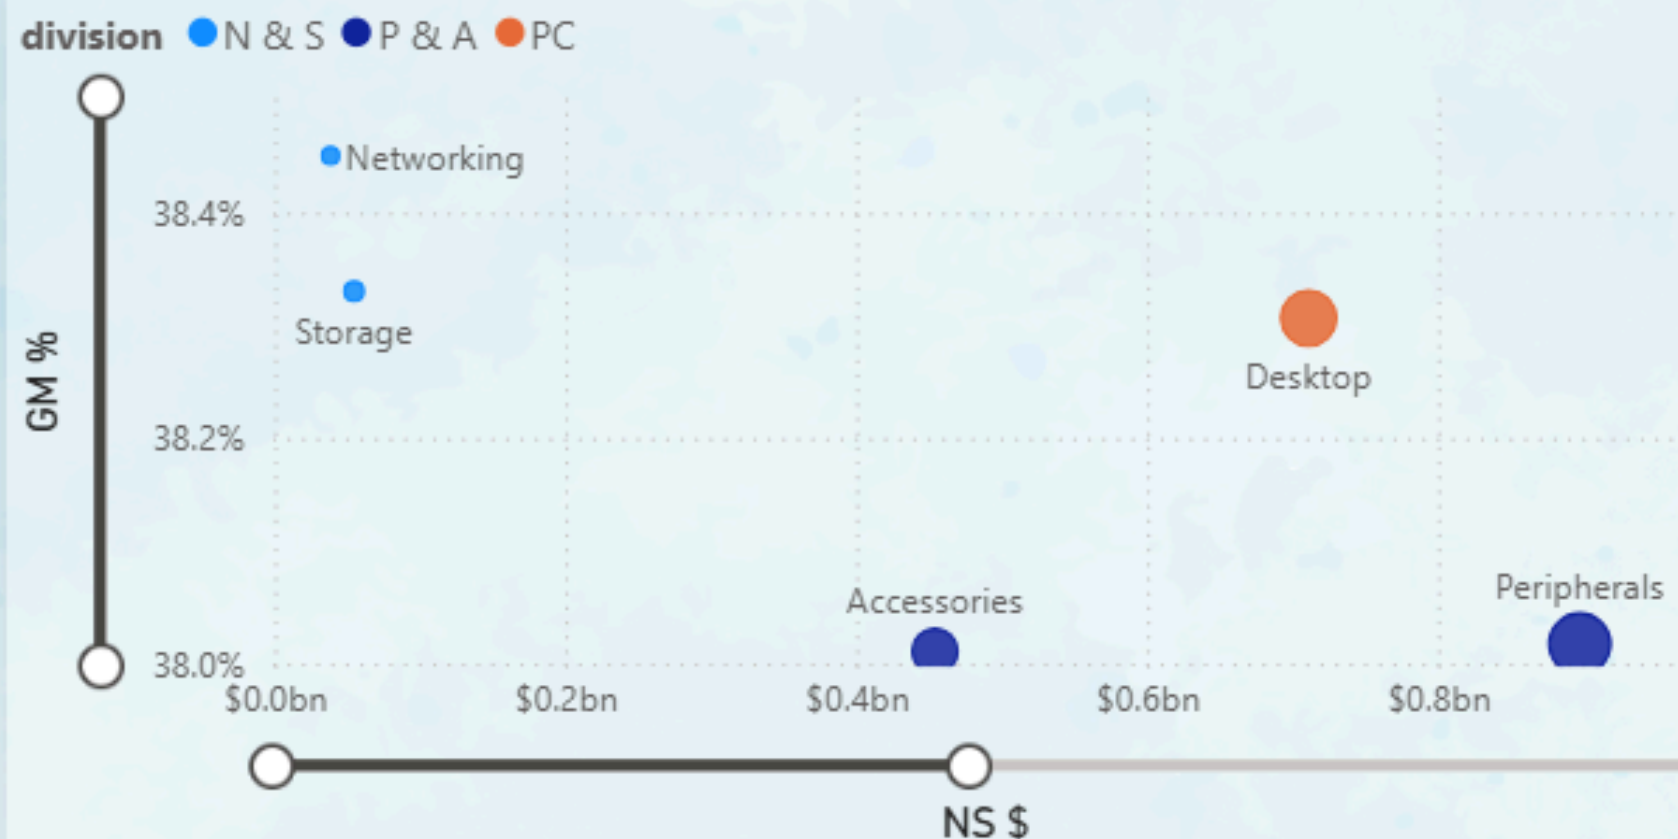 division N & S P & A PC
Networking
38.4%
Storage
GM %
Desktop
38.2%
Peripherals
Accessories
38.0%
$0.0bn $0.2bn $0.4bn $0.6bn $0.8bn
NS $